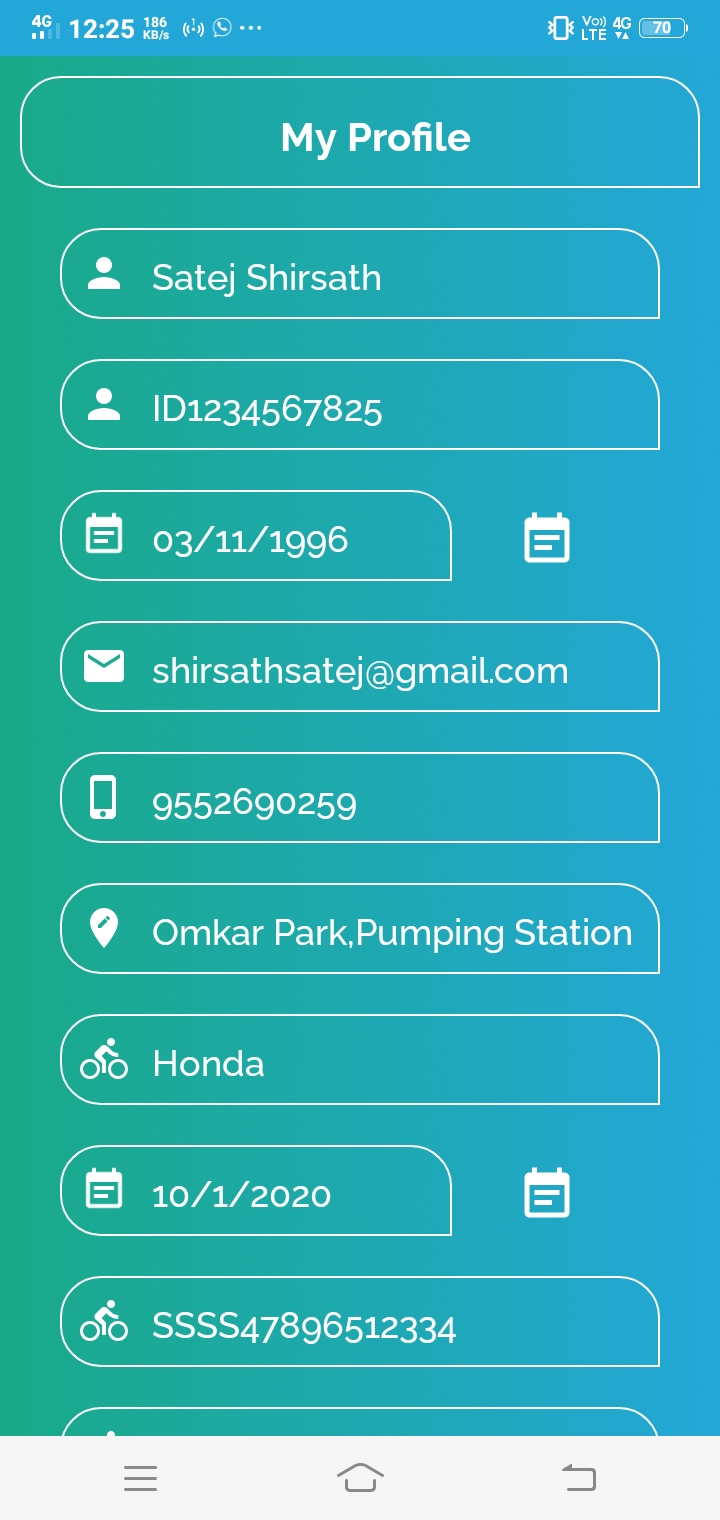 4G 12:25 186 KB/s 1 Vo)) LTE 4G 70
My Profile
Satej Shirsath
ID1234567825
03/11/1996
shirsathsatej@gmail.com
9552690259
Omkar Park,Pumping Station
Honda
10/1/2020
SSSS47896512334